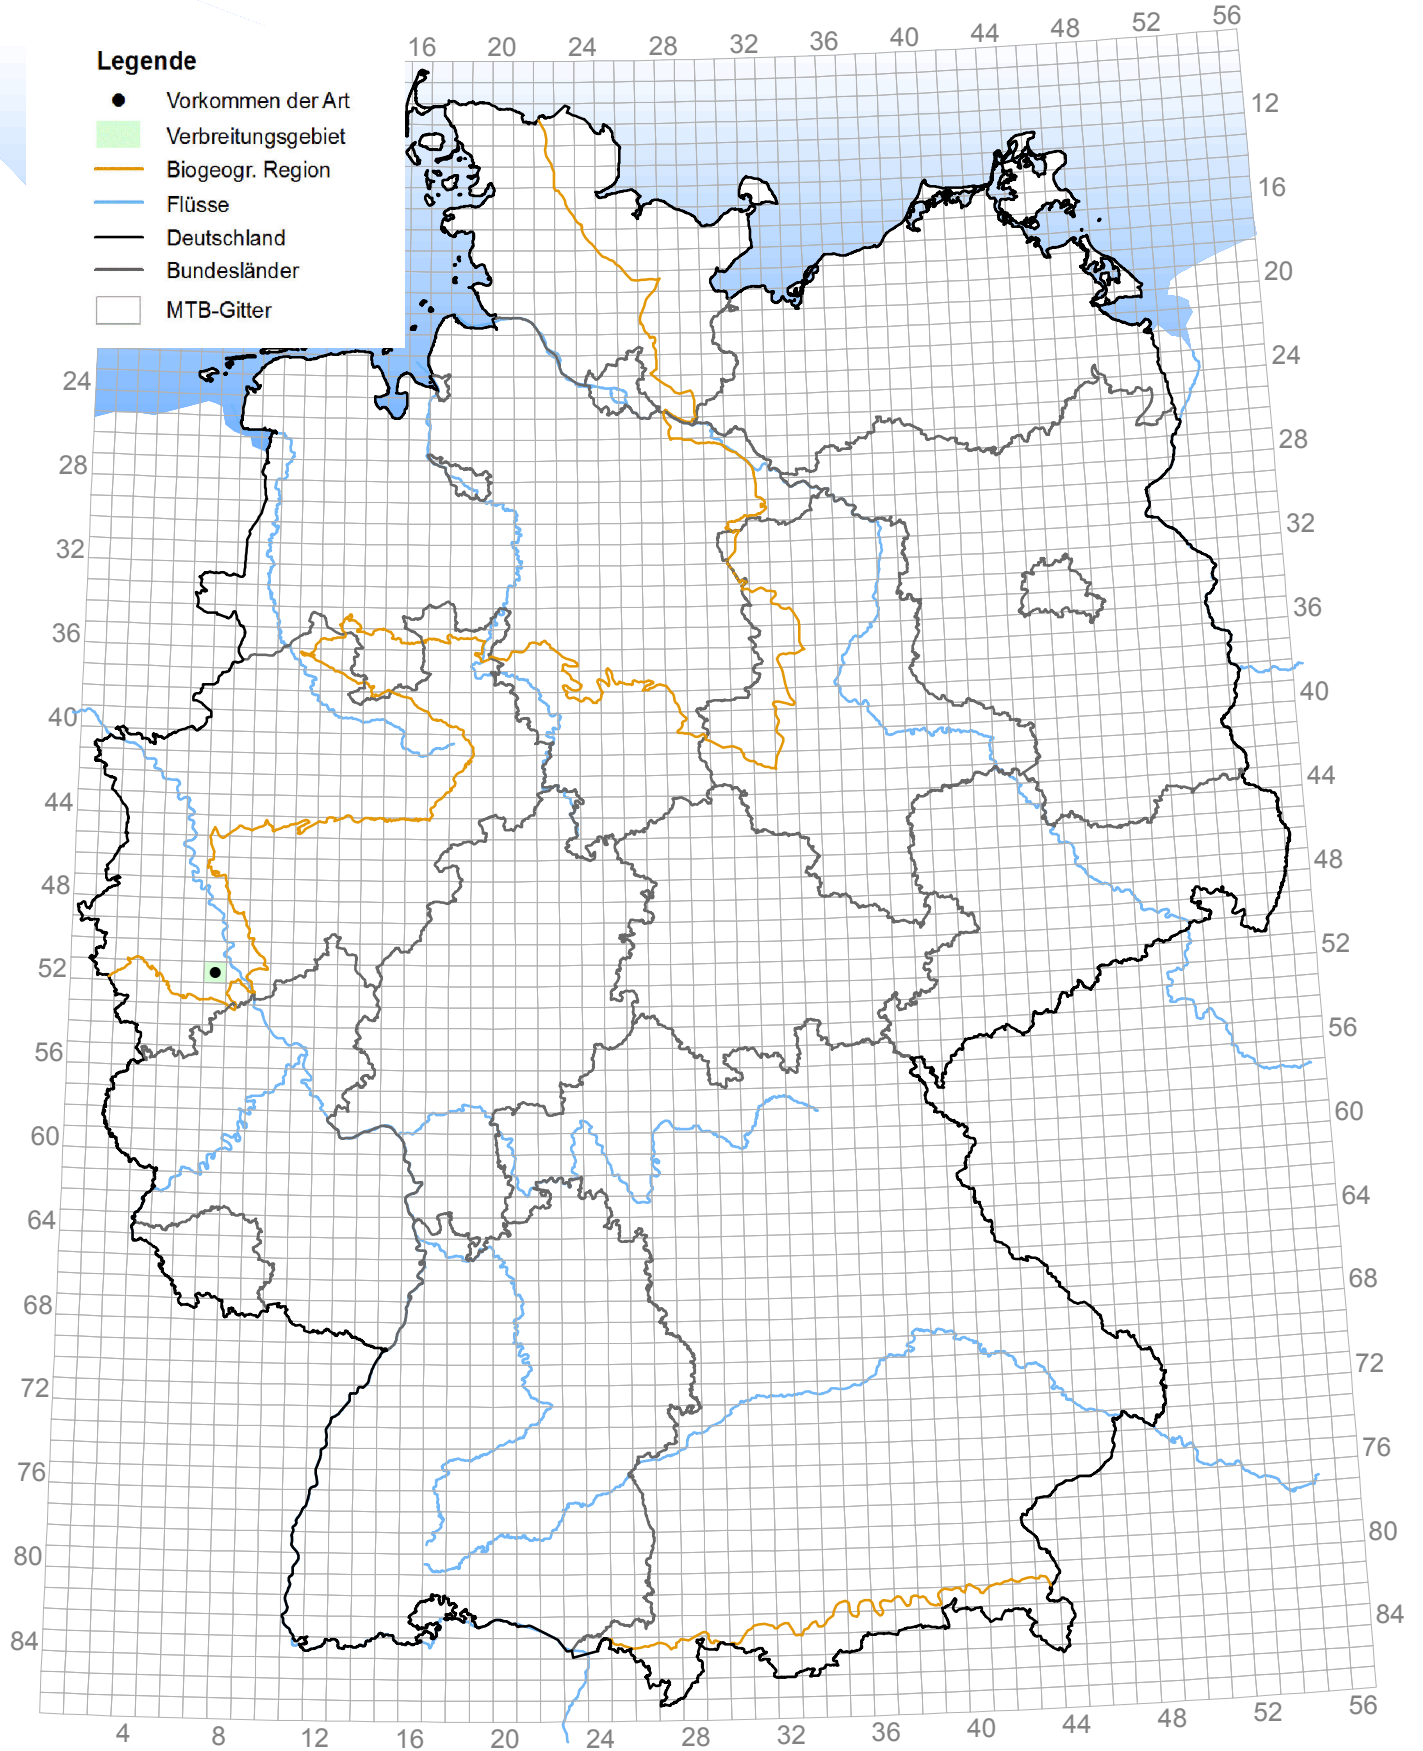 16 20 24 28 32 36 40 44 48 52 56
Legende
Vorkommen der Art
Verbreitungsgebiet
Biogeogr. Region
Flüsse
Deutschland
Bundesländer
MTB-Gitter
12
16
20
24 24
28 28
32 32
36 36
40 40
44 44
48 48
52 52
56 56
60 60
64 64
68 68
72 72
76 76
80 80
84 84
4 8 12 16 20 24 28 32 36 40 44 48 52 56